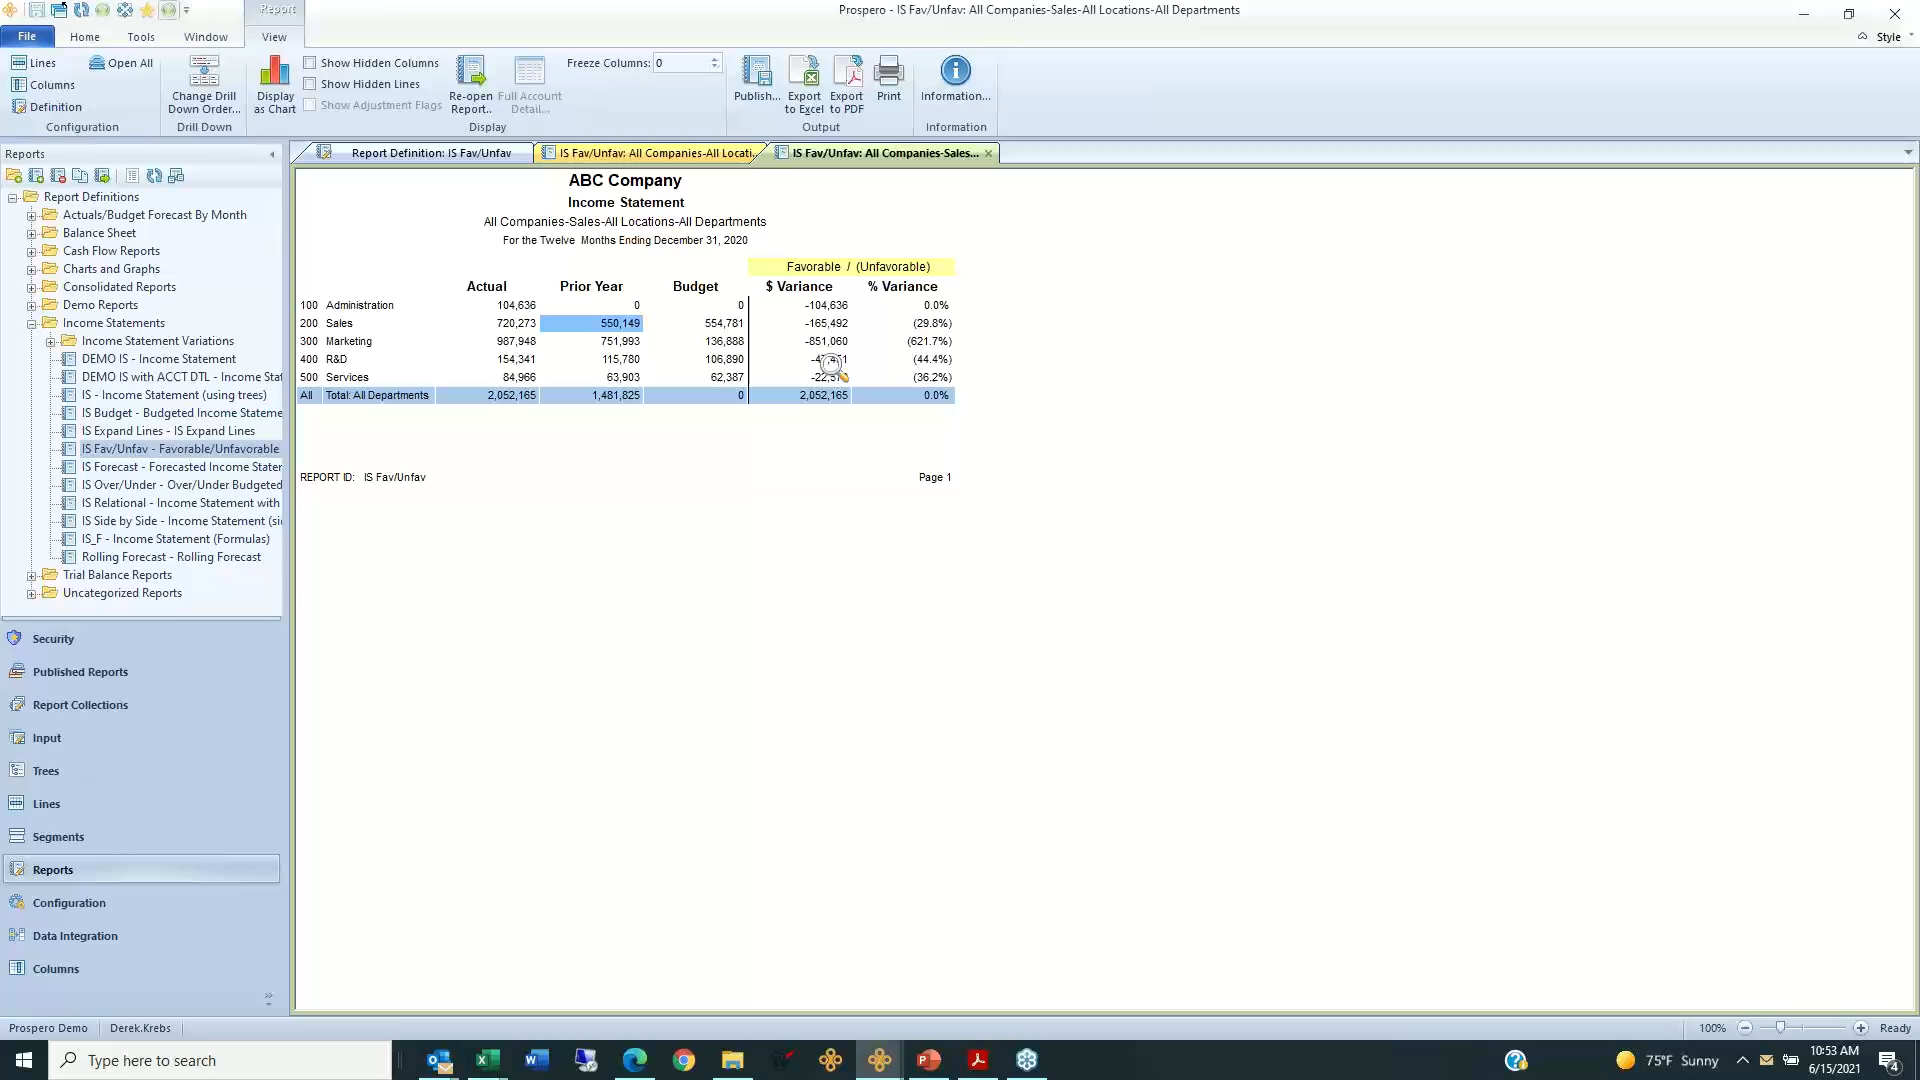 Report
Prospero - IS Fav/Unfav: All Companies-Sales-All Locations-All Departments
File Home Tools Window View Style
Lines Open All
Columns
Definition
Configuration
Change Drill Down Order...
Drill Down
Display as Chart
Show Hidden Columns
Show Hidden Lines
Show Adjustment Flags
Re-open Report..
Full Account Detail...
Freeze Columns: 0
Display
Publish...
Export to Excel
Export to PDF
Print
Output
Information...
Information
Reports
Report Definition: IS Fav/Unfav
IS Fav/Unfav: All Companies-All Locati..
IS Fav/Unfav: All Companies-Sales...
Report Definitions
Actuals/Budget Forecast By Month
Balance Sheet
Cash Flow Reports
Charts and Graphs
Consolidated Reports
Demo Reports
Income Statements
Income Statement Variations
DEMO IS - Income Statement
DEMO IS with ACCT DTL - Income Sta
IS - Income Statement (using trees)
IS Budget - Budgeted Income Stateme
IS Expand Lines - IS Expand Lines
IS Fav/Unfav - Favorable/Unfavorable
IS Forecast - Forecasted Income Stater
IS Over/Under - Over/Under Budgeted
IS Relational - Income Statement with
IS Side by Side - Income Statement (si
IS_F - Income Statement (Formulas)
Rolling Forecast - Rolling Forecast
Trial Balance Reports
Uncategorized Reports
Security
Published Reports
Report Collections
Input
Trees
Lines
Segments
Reports
Configuration
Data Integration
Columns
ABC Company
Income Statement
All Companies-Sales-All Locations-All Departments
For the Twelve Months Ending December 31, 2020
Favorable / (Unfavorable)
Actual Prior Year Budget $ Variance % Variance
100 Administration 104,636 0 0 -104,636 0.0%
200 Sales 720,273 550,149 554,781 -165,492 (29.8%)
300 Marketing 987,948 751,993 136,888 -851,060 (621.7%)
400 R&D 154,341 115,780 106,890 (44.4%)
500 Services 84,966 63,903 62,387 (36.2%)
All Total: All Departments 2,052,165 1,481,825 0 2,052,165 0.0%
REPORT ID: IS Fav/Unfav Page 1
Prospero Demo Derek.Krebs 100% Ready
Type here to search
75°F Sunny
10:53 AM
6/15/2021
4